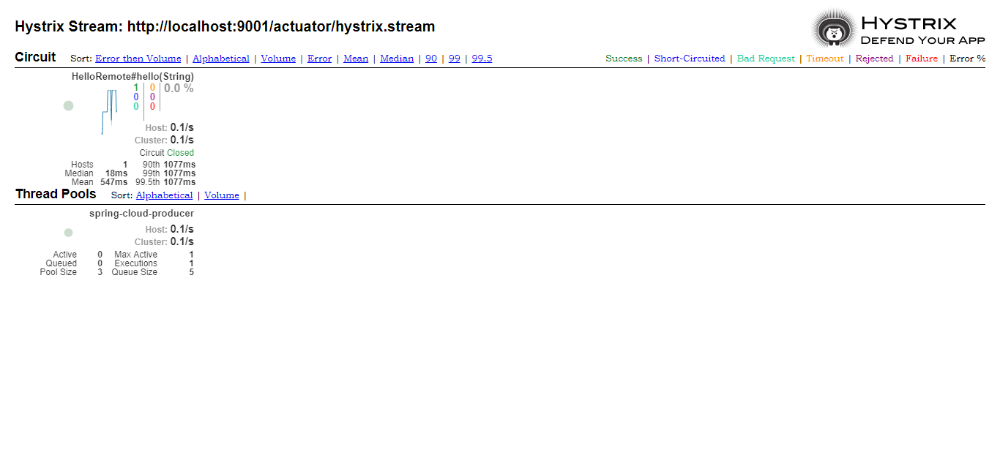 Hystrix Stream: http://localhost:9001/actuator/hystrix.stream
HYSTRIX
DEFEND YOUR APP
Circuit Sort: Error then Volume | Alphabetical | Volume | Error | Mean | Median | 90 | 99 | 99.5
Success | Short-Circuited | Bad Request | Timeout | Rejected | Failure | Error %
HelloRemote#hello(String)
1 0 0.0 %
0 0
0 0
Host: 0.1/s
Cluster: 0.1/s
Circuit Closed
Hosts 1 90th 1077ms
Median 18ms 99th 1077ms
Mean 547ms 99.5th 1077ms
Thread Pools Sort: Alphabetical | Volume |
spring-cloud-producer
Host: 0.1/s
Cluster: 0.1/s
Active 0 Max Active 1
Queued 0 Executions 1
Pool Size 3 Queue Size 5